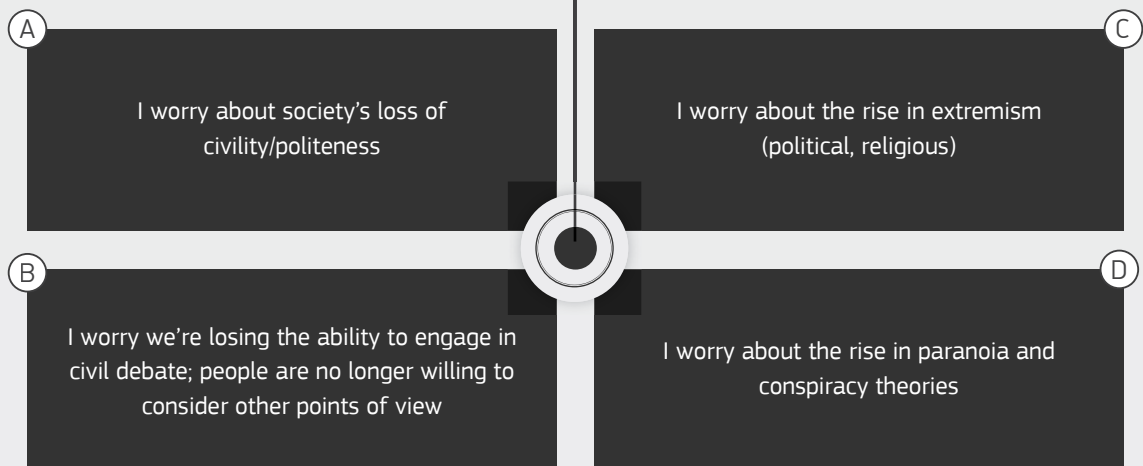 A
I worry about society’s loss of
civility/politeness
B
I worry we’re losing the ability to engage in
civil debate; people are no longer willing to
consider other points of view
C
I worry about the rise in extremism
(political, religious)
D
I worry about the rise in paranoia and
conspiracy theories